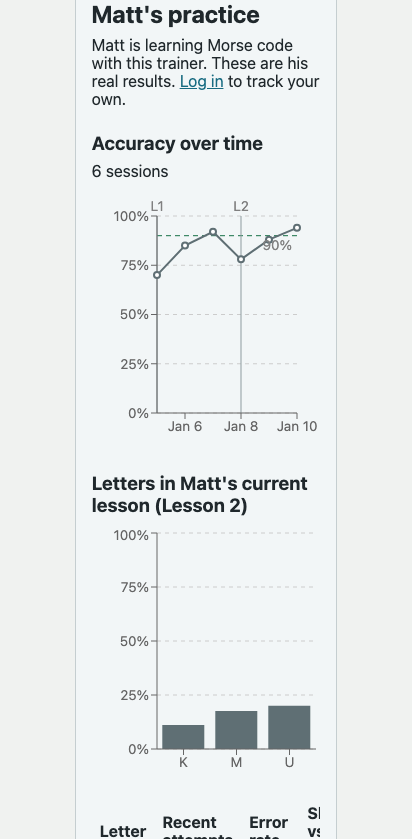 Matt's practice
Matt is learning Morse code
with this trainer. These are his
real results. Log in to track your
own.
Accuracy over time
6 sessions
L1 L2
100%
90%
75%
50%
25%
0%
Jan 6 Jan 8 Jan 10
Letters in Matt's current
lesson (Lesson 2)
100%
75%
50%
25%
0%
K M U
Letter Recent Error